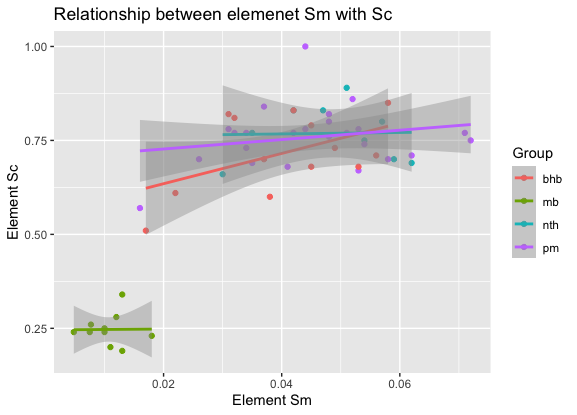 Relationship between elemenet Sm with Sc
1.00
0.75
0.50
0.25
Element Sc
0.02 0.04 0.06
Element Sm
Group
bhb
mb
nth
pm